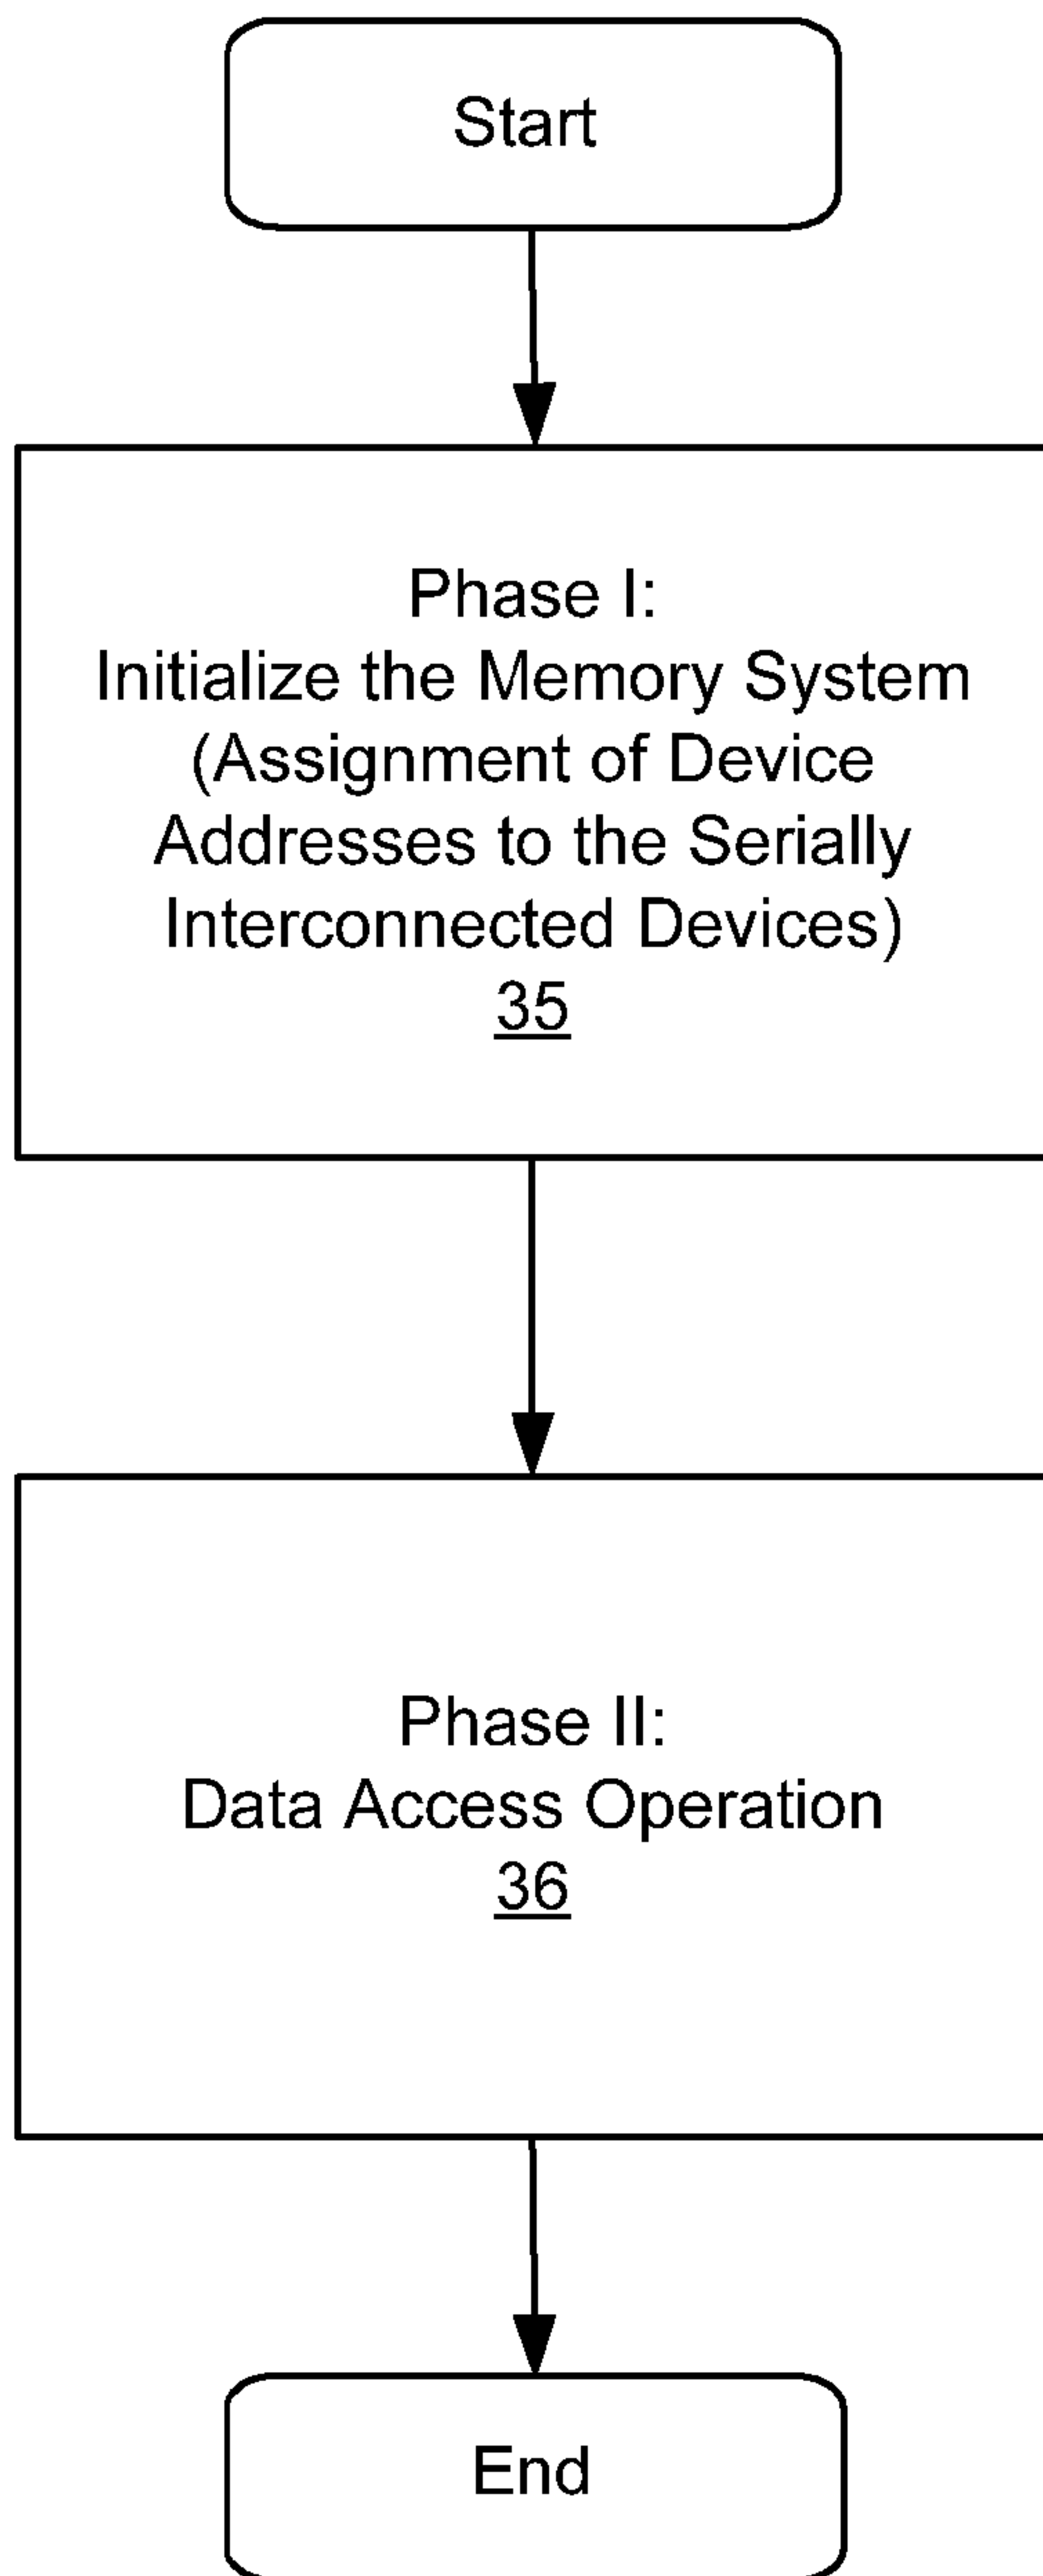 Start
Phase I:
Initialize the Memory System
(Assignment of Device
Addresses to the Serially
Interconnected Devices)
35
Phase II:
Data Access Operation
36
End